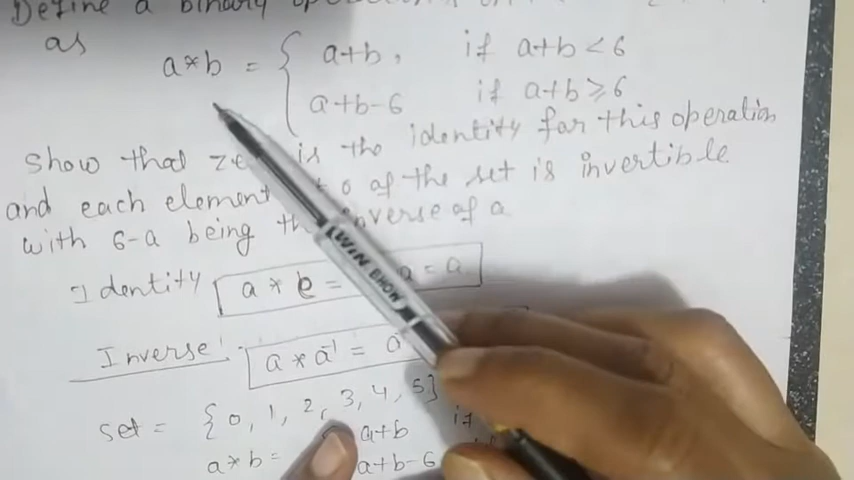 Define a binary
as
a*b = { a+b, if a+b < 6
a+b-6 if a+b ≥ 6
show that is the identity for this operation
and each element of the set is invertible
with 6-a being inverse of a
Identity a * e = a = a
Inverse a * a⁻¹ =
Set = {0, 1, 2, 3, 4, 5}
a+b
a*b =
a+b-6